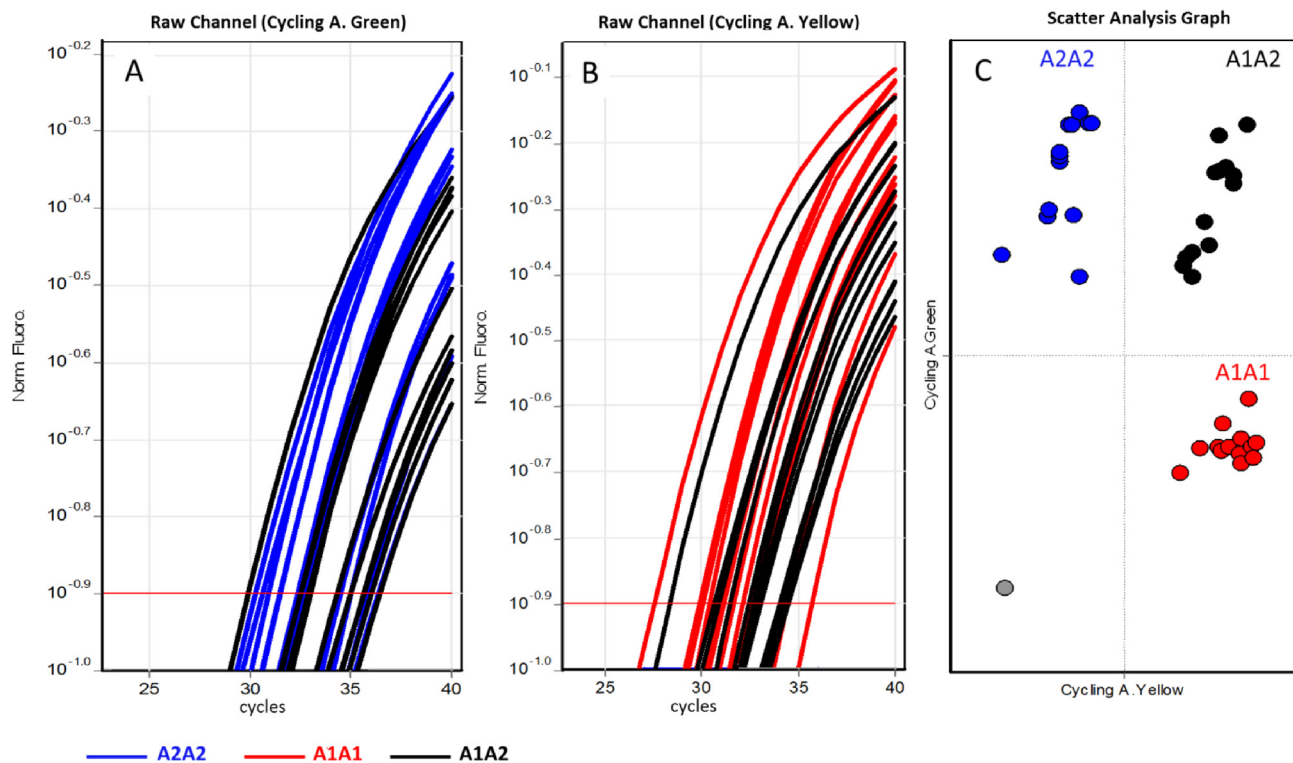 Raw Channel (Cycling A. Green)
A
10^-0.2
10^-0.3
10^-0.4
10^-0.5
10^-0.6
10^-0.7
10^-0.8
10^-0.9
10^-1.0
Norm Fluoro.
25 30 35 40
cycles
Raw Channel (Cycling A. Yellow)
B
10^-0.1
10^-0.2
10^-0.3
10^-0.4
10^-0.5
10^-0.6
10^-0.7
10^-0.8
10^-0.9
10^-1.0
Norm. Fluoro.
25 30 35 40
cycles
Scatter Analysis Graph
C
A2A2 A1A2
A1A1
Cycling A.Green
Cycling A.Yellow
A2A2 A1A1 A1A2